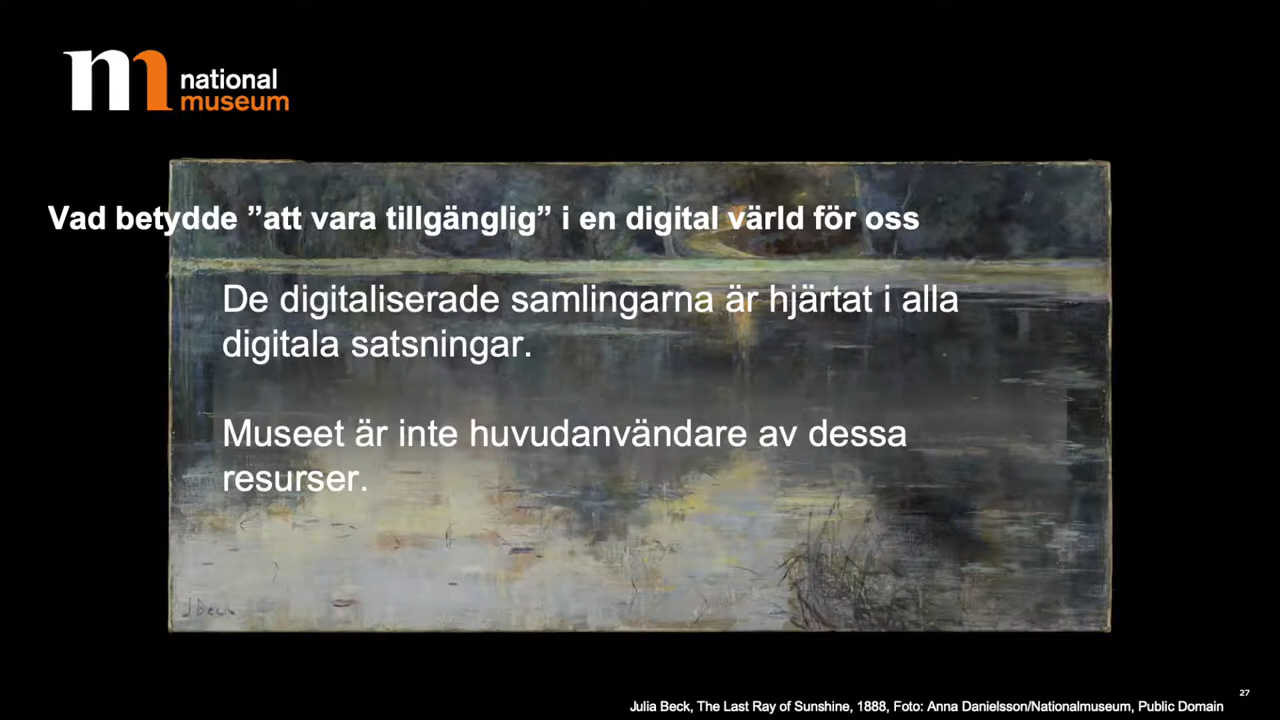 national
museum
Vad betydde ”att vara tillgänglig” i en digital värld för oss
De digitaliserade samlingarna är hjärtat i alla
digitala satsningar.
Museet är inte huvudanvändare av dessa
resurser.
J Beck
27
Julia Beck, The Last Ray of Sunshine, 1888, Foto: Anna Danielsson/Nationalmuseum, Public Domain